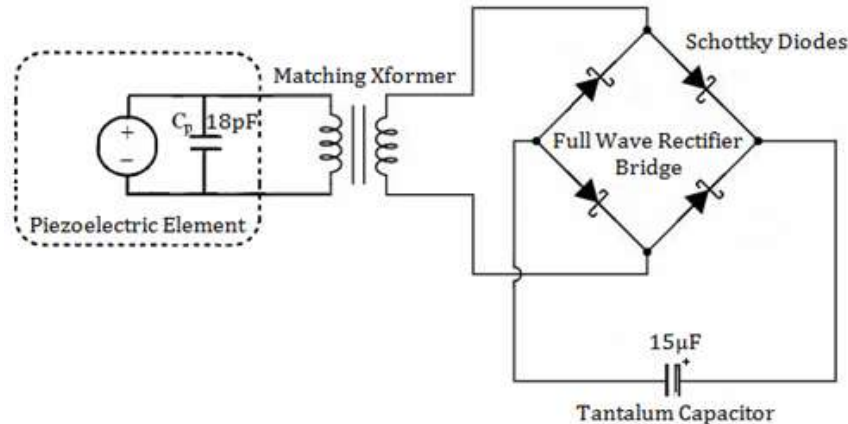 Schottky Diodes
Matching Xformer
+
Cp 18pF
−
Full Wave Rectifier
Bridge
Piezoelectric Element
15μF
+
Tantalum Capacitor